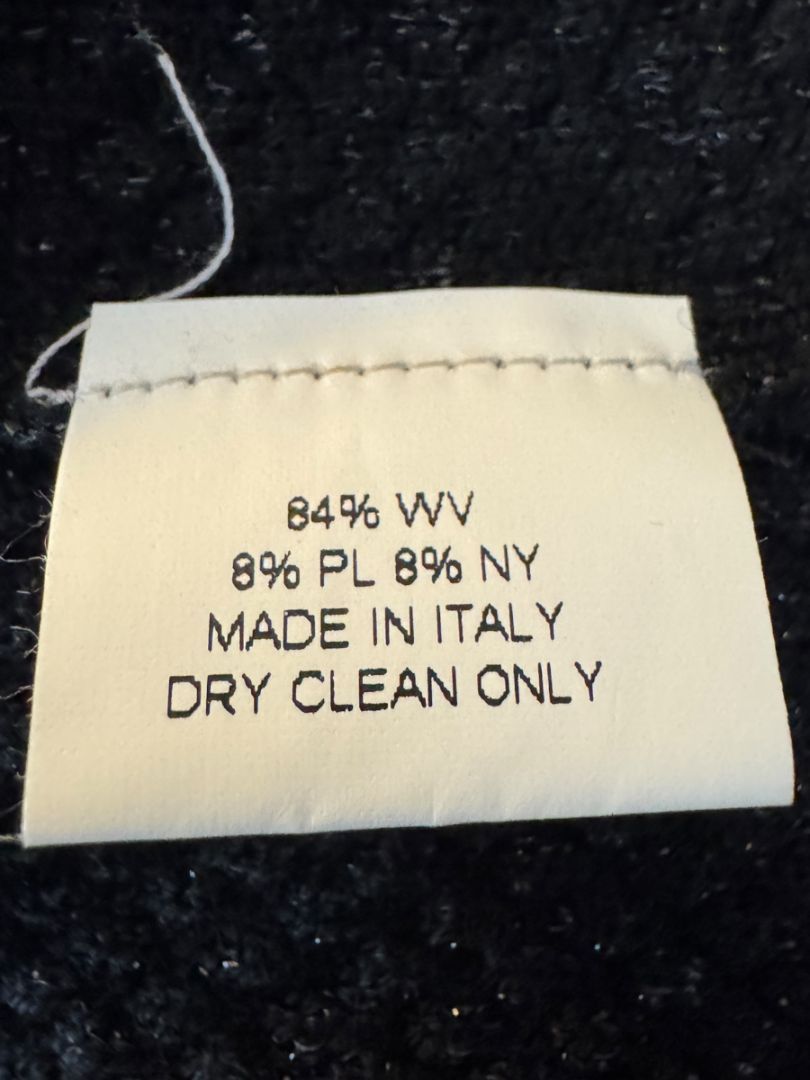 84% WV
8% PL 8% NY
MADE IN ITALY
DRY CLEAN ONLY